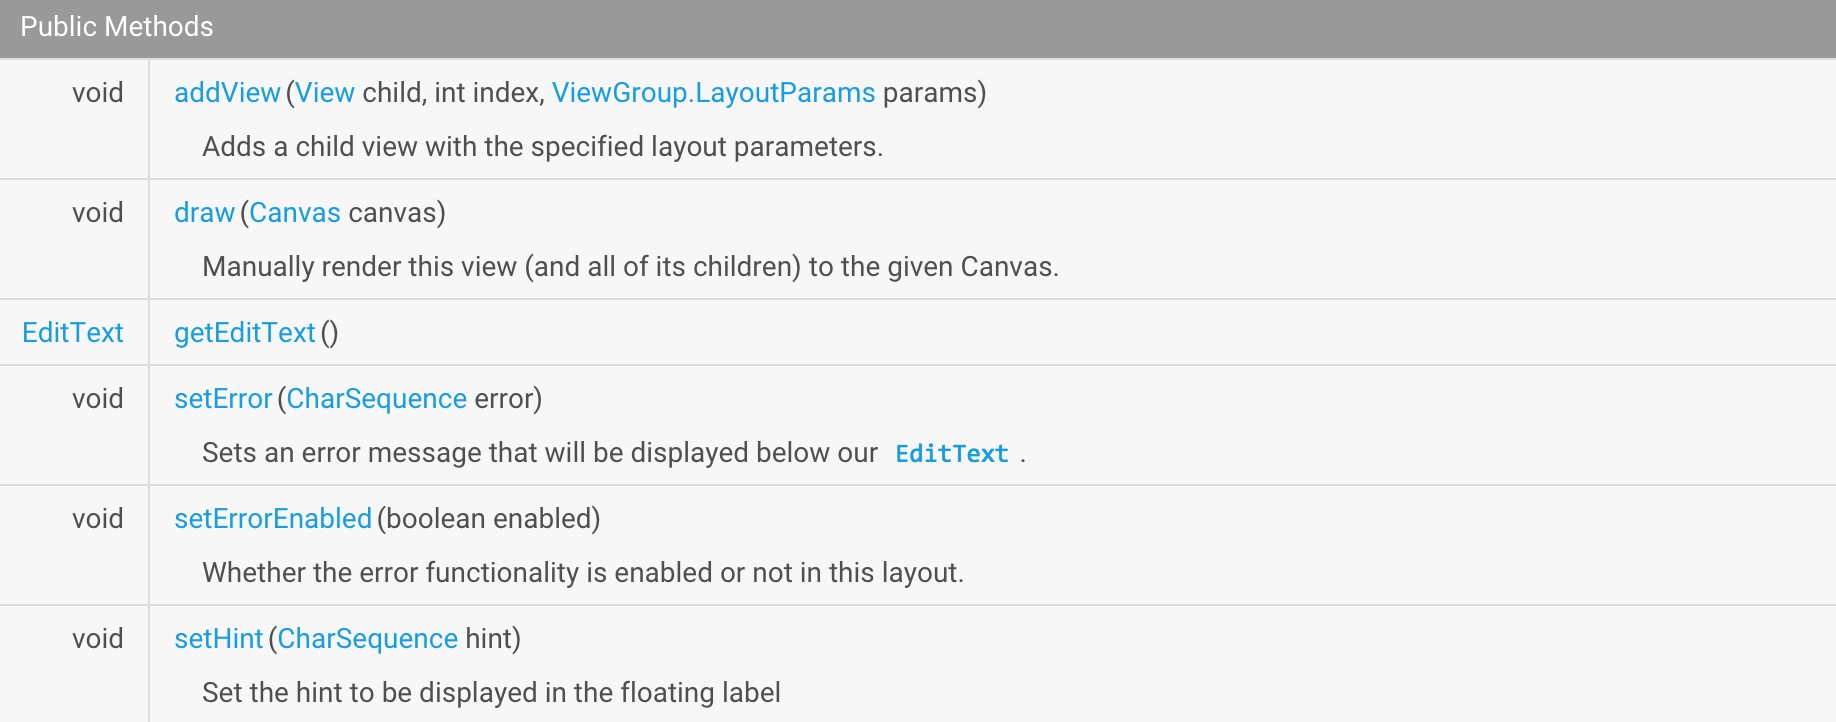 Public Methods
void addView(View child, int index, ViewGroup.LayoutParams params)
Adds a child view with the specified layout parameters.
void draw(Canvas canvas)
Manually render this view (and all of its children) to the given Canvas.
EditText getEditText()
void setError(CharSequence error)
Sets an error message that will be displayed below our EditText .
void setErrorEnabled(boolean enabled)
Whether the error functionality is enabled or not in this layout.
void setHint(CharSequence hint)
Set the hint to be displayed in the floating label